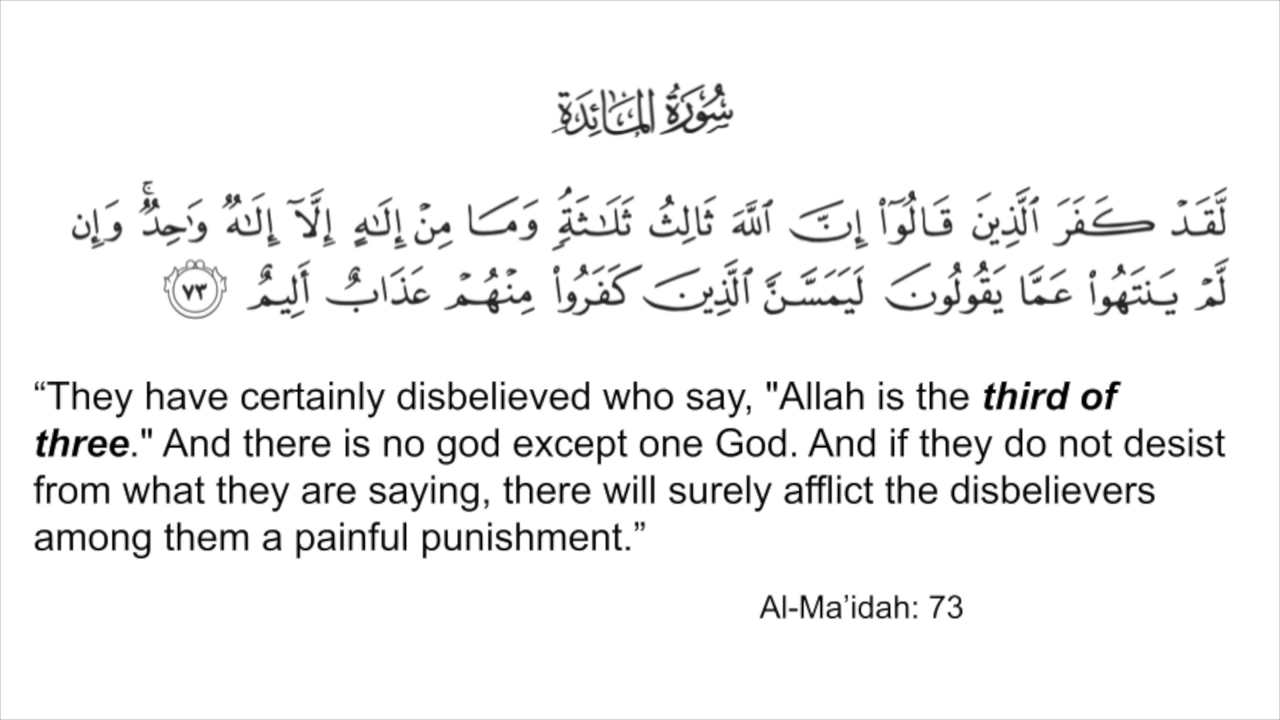 سُورَةُ المَائِدَةِ
لَّقَدْ كَفَرَ ٱلَّذِينَ قَالُوٓا۟ إِنَّ ٱللَّهَ ثَالِثُ ثَلَـٰثَةٍ وَمَا مِنْ إِلَـٰهٍ إِلَّآ إِلَـٰهٌ وَٰحِدٌ ۚ وَإِن
لَّمْ يَنتَهُوا۟ عَمَّا يَقُولُونَ لَيَمَسَّنَّ ٱلَّذِينَ كَفَرُوا۟ مِنْهُمْ عَذَابٌ أَلِيمٌ ٧٣
“They have certainly disbelieved who say, "Allah is the third of
three." And there is no god except one God. And if they do not desist
from what they are saying, there will surely afflict the disbelievers
among them a painful punishment.”
Al-Ma’idah: 73